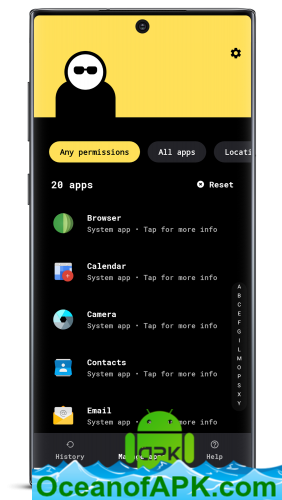 Any permissions
All apps
Locati
20 apps
Reset
Browser
System app • Tap for more info
Calendar
System app • Tap for more info
Camera
System app • Tap for more info
Contacts
System app • Tap for more info
Email
System app • Tap for more info
A
B
C
E
F
G
I
L
M
O
P
S
X
Y
History
Help
APK
OceanofAPK.com